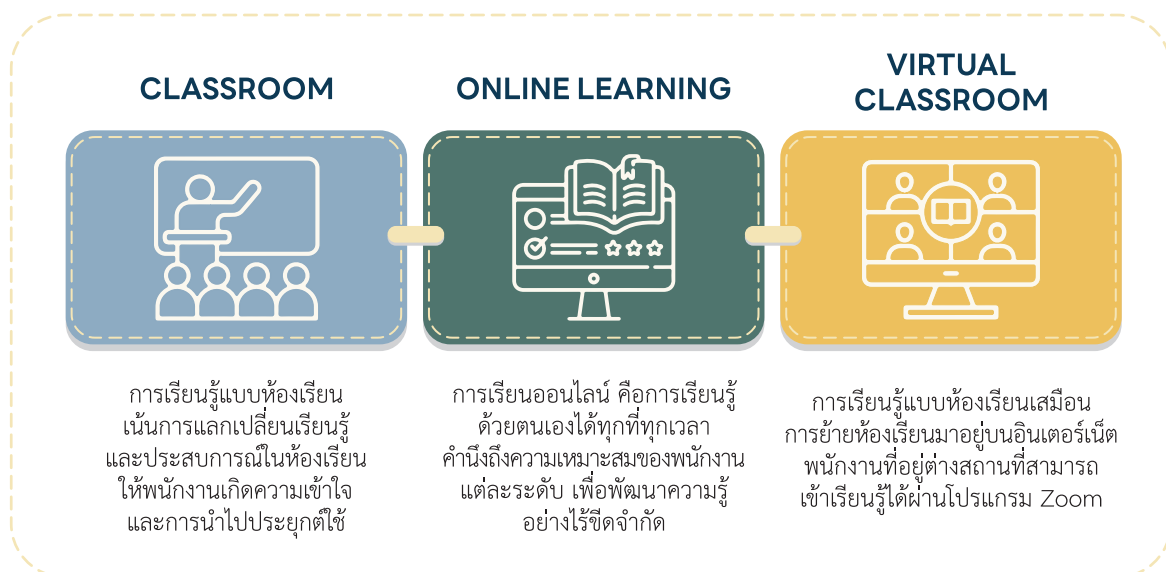 CLASSROOM
การเรียนรู้แบบห้องเรียน
เน้นการแลกเปลี่ยนเรียนรู้
และประสบการณ์ในห้องเรียน
ให้พนักงานเกิดความเข้าใจ
และการนำไปประยุกต์ใช้
ONLINE LEARNING
การเรียนออนไลน์ คือการเรียนรู้
ด้วยตนเองได้ทุกที่ทุกเวลา
คำนึงถึงความเหมาะสมของพนักงาน
แต่ละระดับ เพื่อพัฒนาความรู้
อย่างไร้ขีดจำกัด
VIRTUAL
CLASSROOM
การเรียนรู้แบบห้องเรียนเสมือน
การย้ายห้องเรียนมาอยู่บนอินเตอร์เน็ต
พนักงานที่อยู่ต่างสถานที่สามารถ
เข้าเรียนรู้ได้ผ่านโปรแกรม Zoom